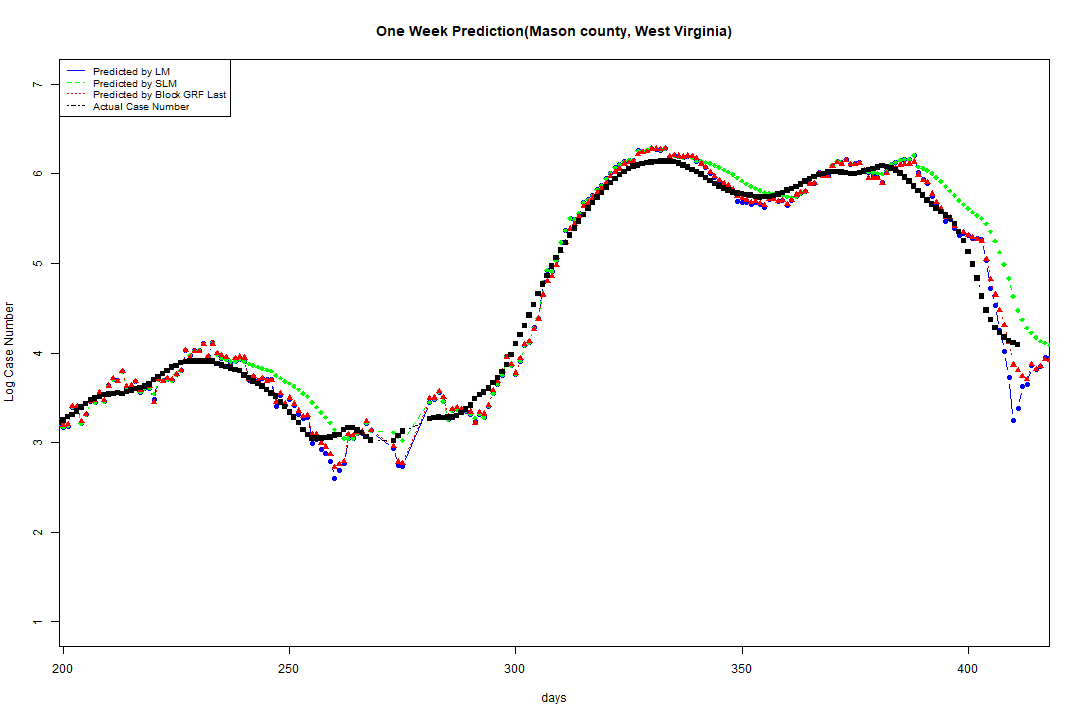 One Week Prediction(Mason county, West Virginia)
Predicted by LM
Predicted by SLM
Predicted by Block GRF Last
Actual Case Number
7
6
5
4
3
2
1
Log Case Number
200 250 300 350 400
days